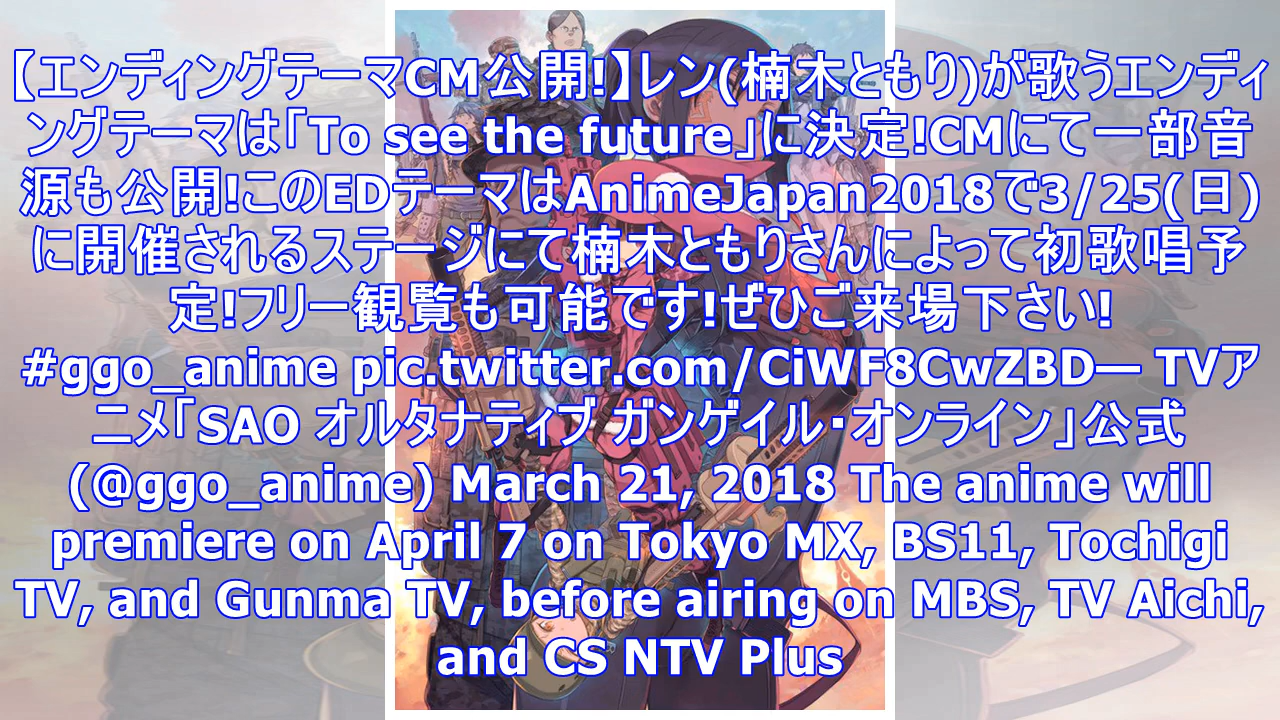 【エンディングテーマCM公開!】レン(楠木ともり)が歌うエンディ
ングテーマは「To see the future」に決定!CMにて一部音
源も公開!このEDテーマはAnimeJapan2018で3/25(日)
に開催されるステージにて楠木ともりさんによって初歌唱予
定!フリー観覧も可能です!ぜひご来場下さい!
#ggo_anime pic.twitter.com/CiWF8CwZBD— TVア
ニメ「SAO オルタナティブ ガンゲイル・オンライン」公式
(@ggo_anime) March 21, 2018 The anime will
premiere on April 7 on Tokyo MX, BS11, Tochigi
TV, and Gunma TV, before airing on MBS, TV Aichi,
and CS NTV Plus